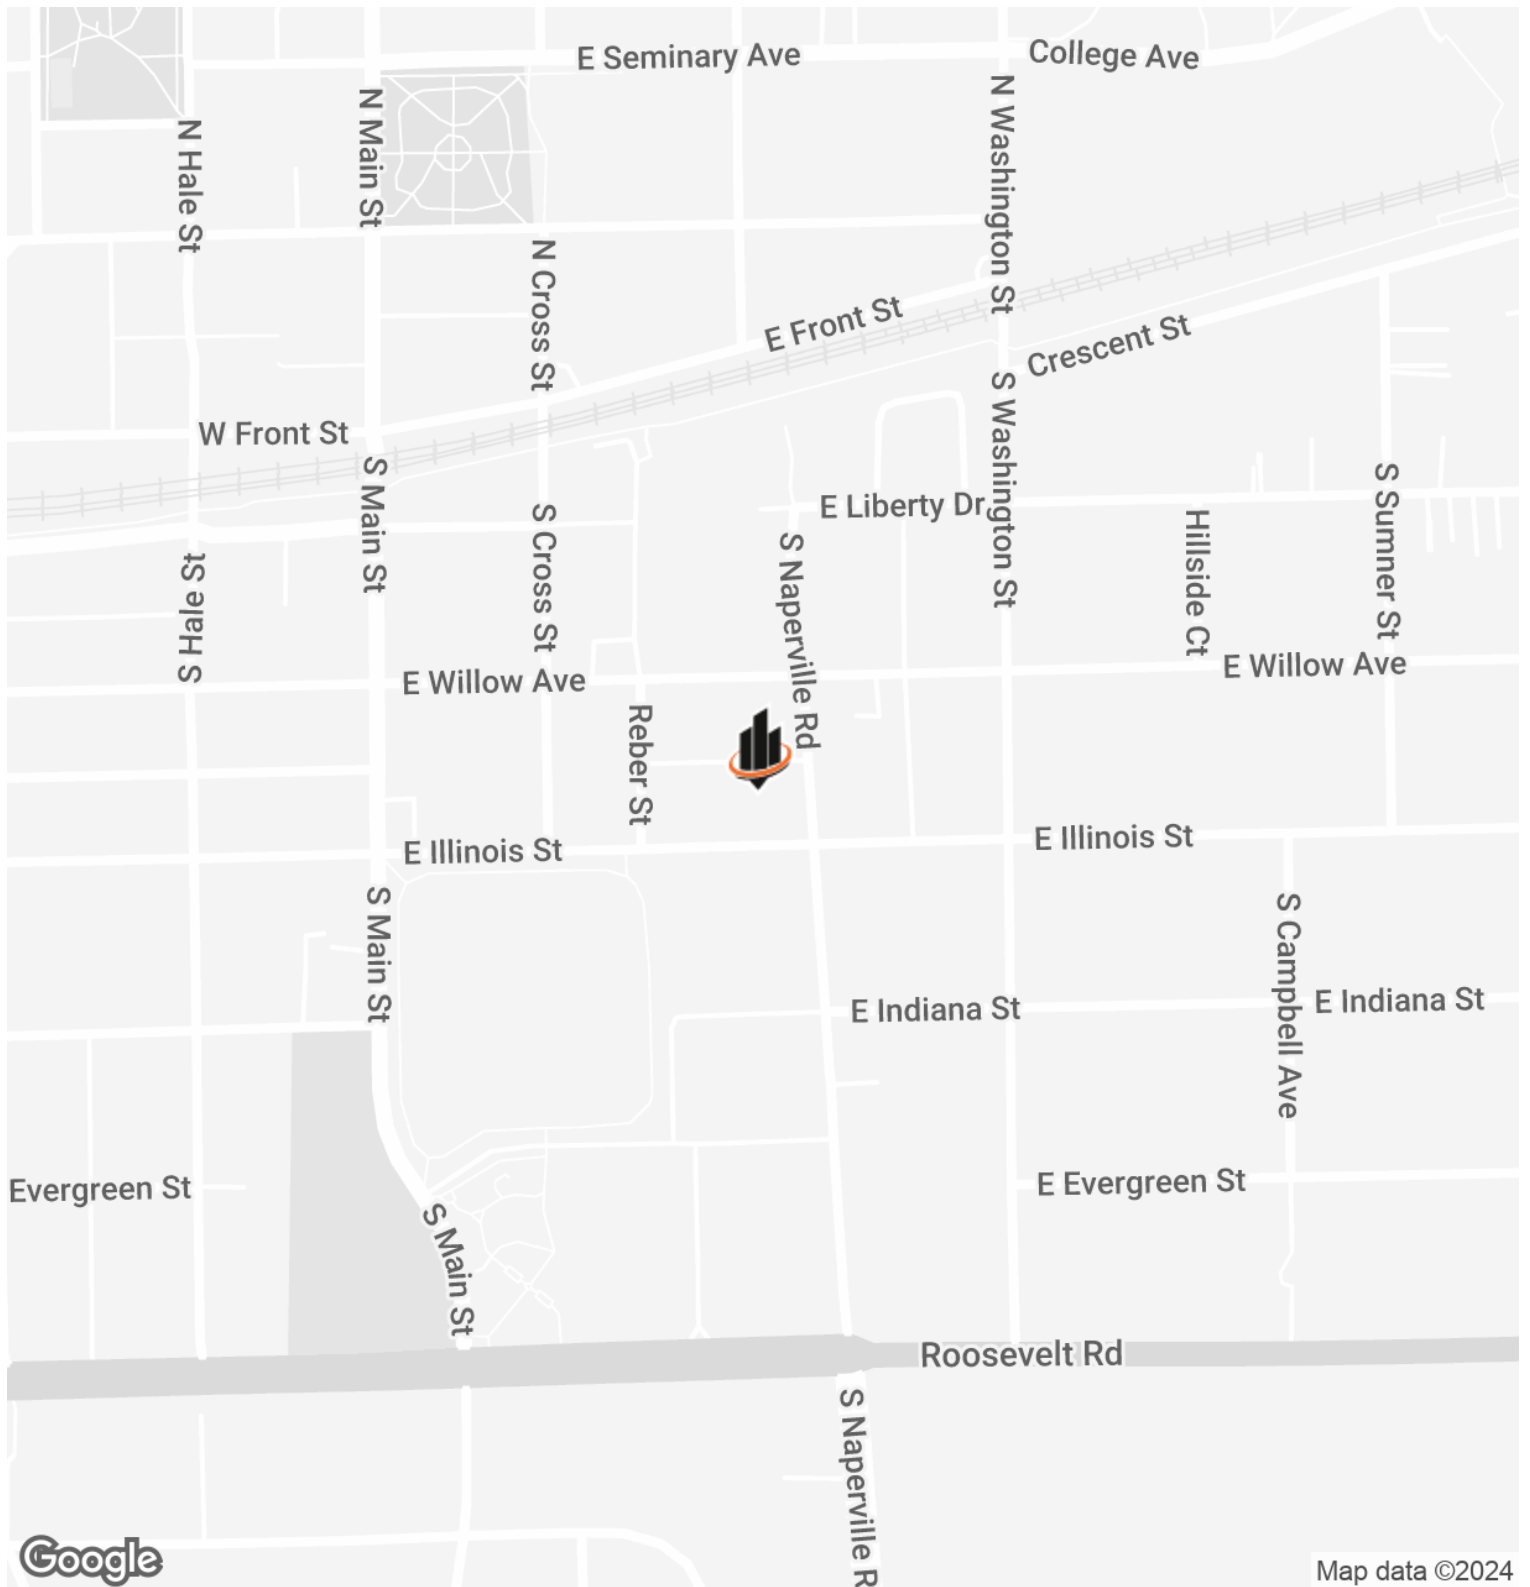 E Seminary Ave
College Ave
N Hale St
N Main St
N Washington St
N Cross St
E Front St
Crescent St
W Front St
S Main St
S Washington St
S Sumner St
E Liberty Dr
S Cross St
Hillside Ct
S Naperville Rd
S Hale St
E Willow Ave
E Willow Ave
Reber St
E Illinois St
E Illinois St
S Main St
S Campbell Ave
E Indiana St
E Indiana St
Evergreen St
E Evergreen St
S Main St
Roosevelt Rd
S Naperville R
Google
Map data ©2024